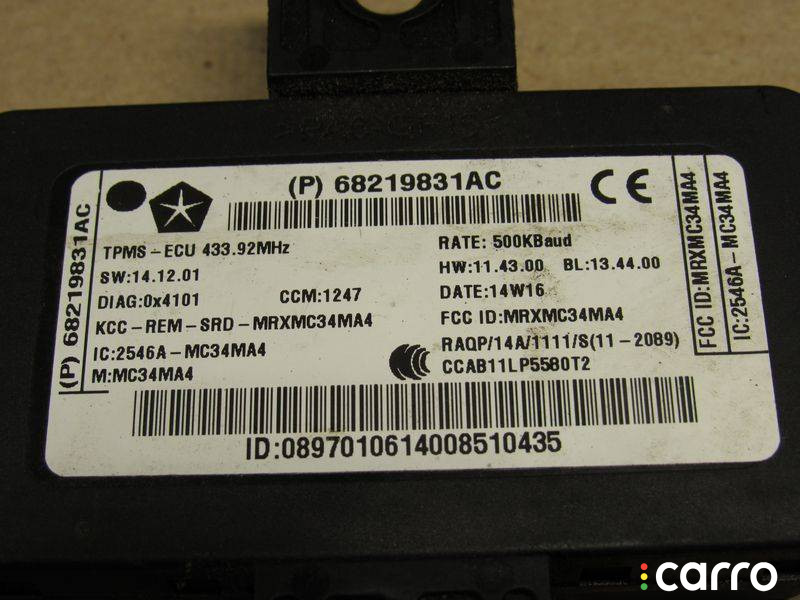 (P) 68219831AC
(P) 68219831AC
TPMS-ECU 433.92MHz
SW:14.12.01
DIAG:0x4101 CCM:1247
KCC-REM-SRD-MRXMC34MA4
IC:2546A-MC34MA4
M:MC34MA4
CE
RATE: 500KBaud
HW:11.43.00 BL:13.44.00
DATE:14W16
FCC ID:MRXMC34MA4
RAQP/14A/1111/S(11-2089)
CCAB11LP5580T2
FCC ID:MRXMC34MA4
IC:2546A-MC34MA4
ID:0897010614008510435
carro